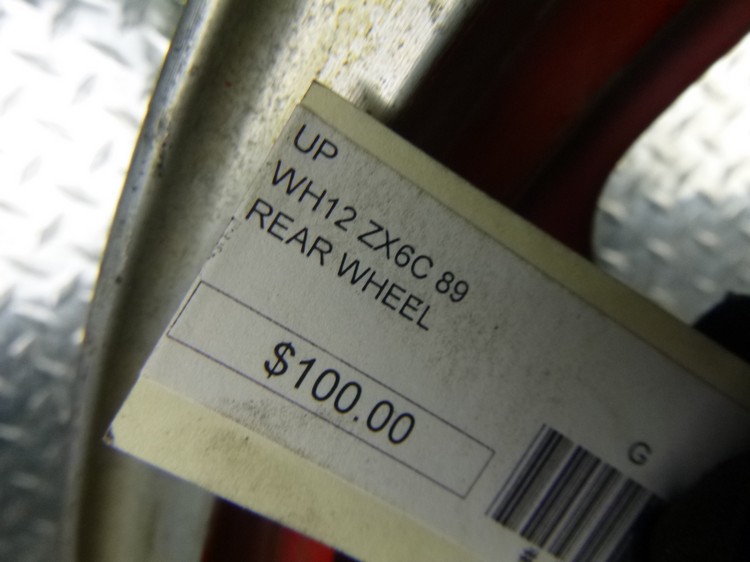 UP
WH12 ZX6C 89
REAR WHEEL
$100.00
G